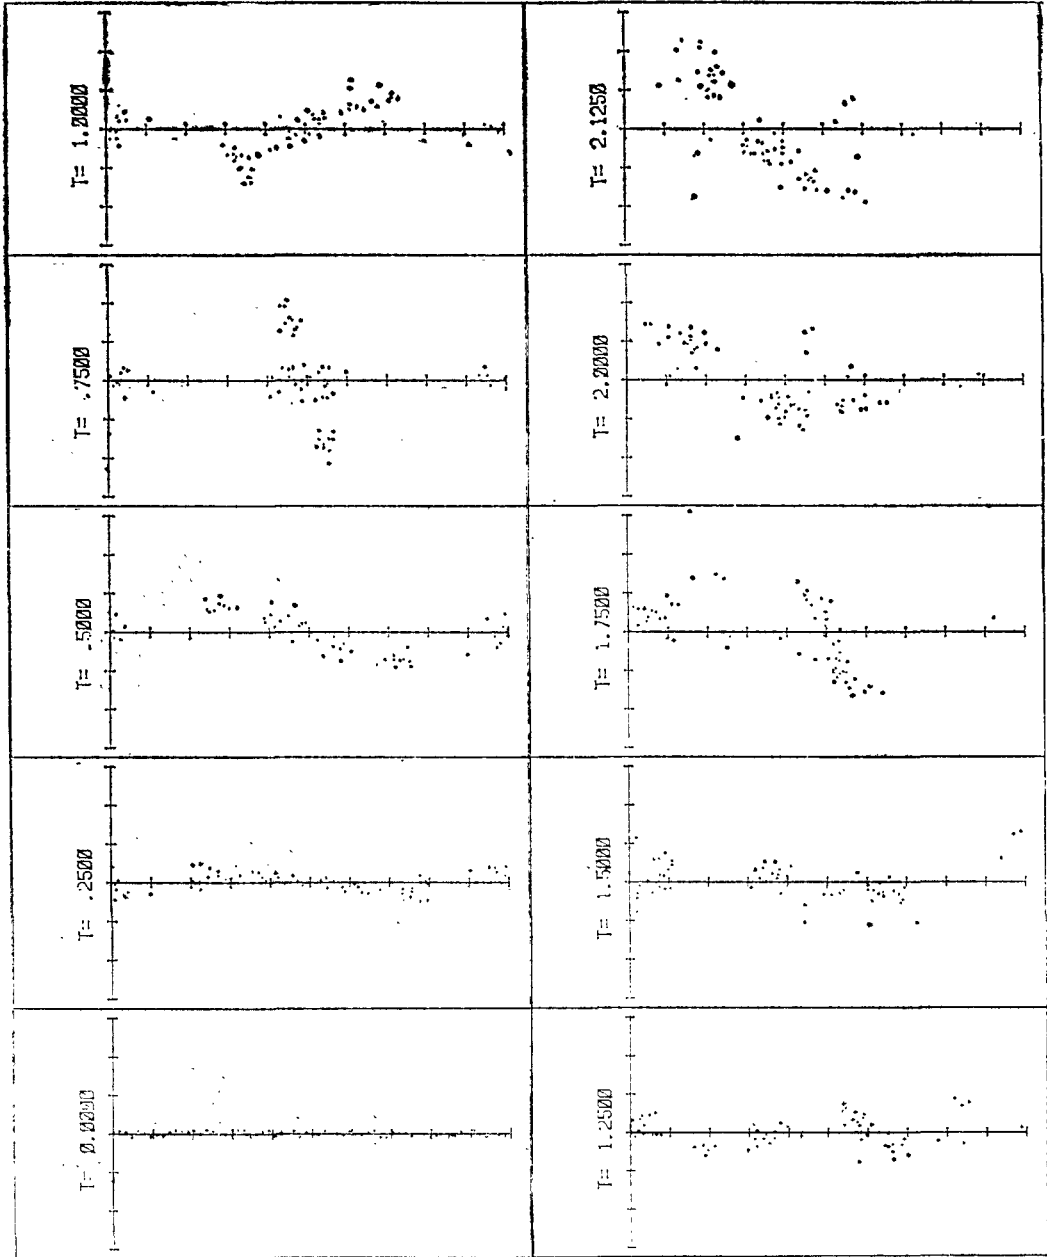 T= 1.0000
T= 2.1250
T= .7500
T= 2.0000
T= .5000
T= 1.7500
T= .2500
T= 1.5000
T= 0.0000
T= 1.2500